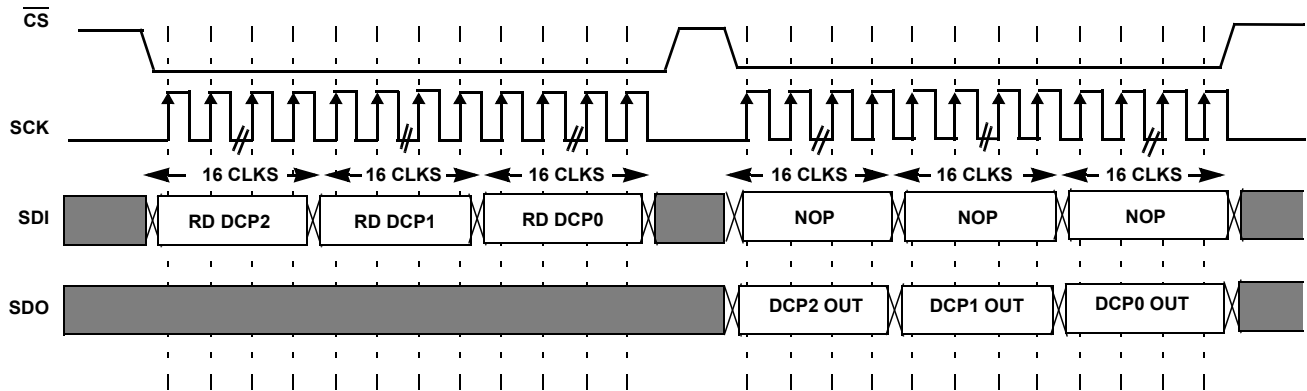 CS
SCK
16 CLKS 16 CLKS 16 CLKS 16 CLKS 16 CLKS 16 CLKS
SDI RD DCP2 RD DCP1 RD DCP0 NOP NOP NOP
SDO DCP2 OUT DCP1 OUT DCP0 OUT